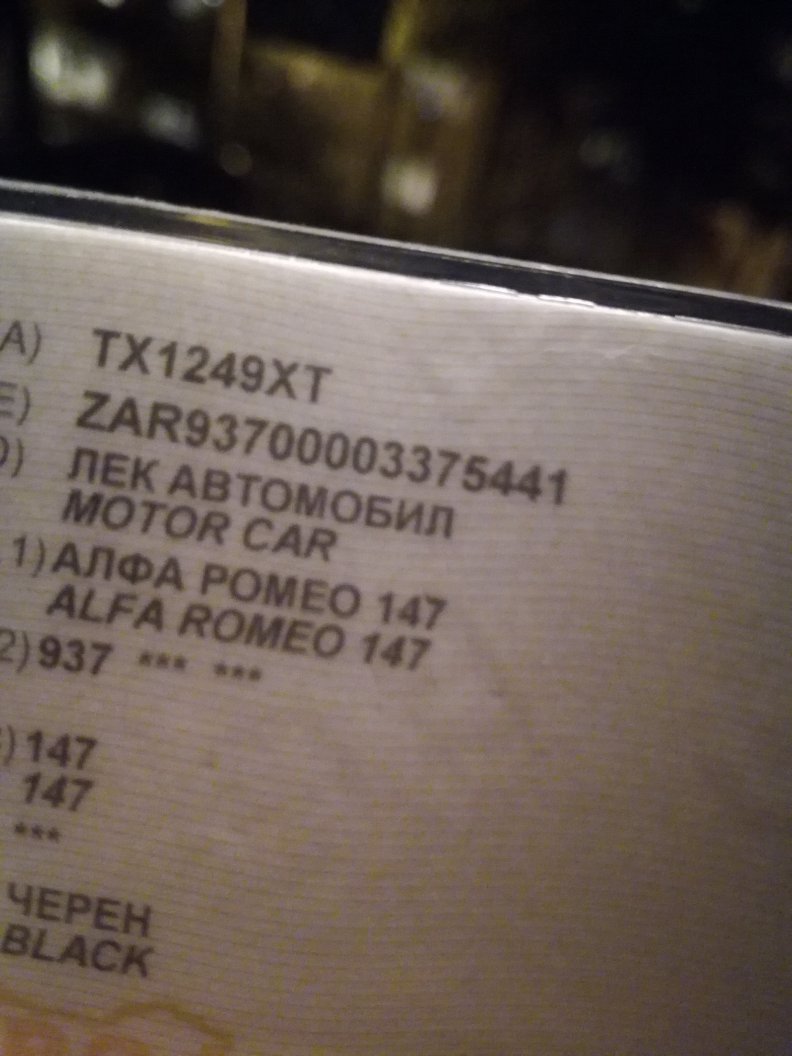 A) TX1249XT
E) ZAR93700003375441
D) ЛЕК АВТОМОБИЛ
MOTOR CAR
1) АЛФА РОМЕО 147
ALFA ROMEO 147
2) 937 *** ***
) 147
147
***
ЧЕРЕН
BLACK